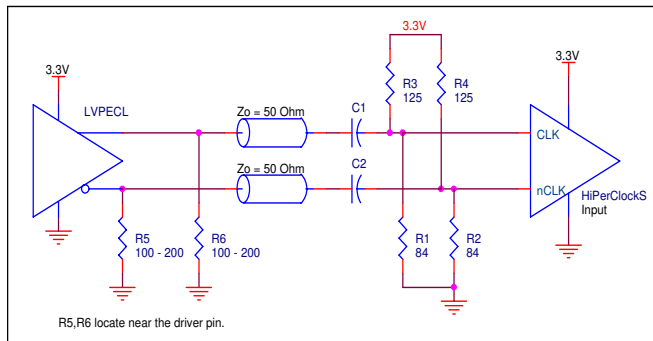 3.3V
3.3V
3.3V
LVPECL
R3
125
R4
125
Zo = 50 Ohm
C1
CLK
Zo = 50 Ohm
C2
nCLK
HiPerClockS
Input
R5
100 - 200
R6
100 - 200
R1
84
R2
84
R5,R6 locate near the driver pin.